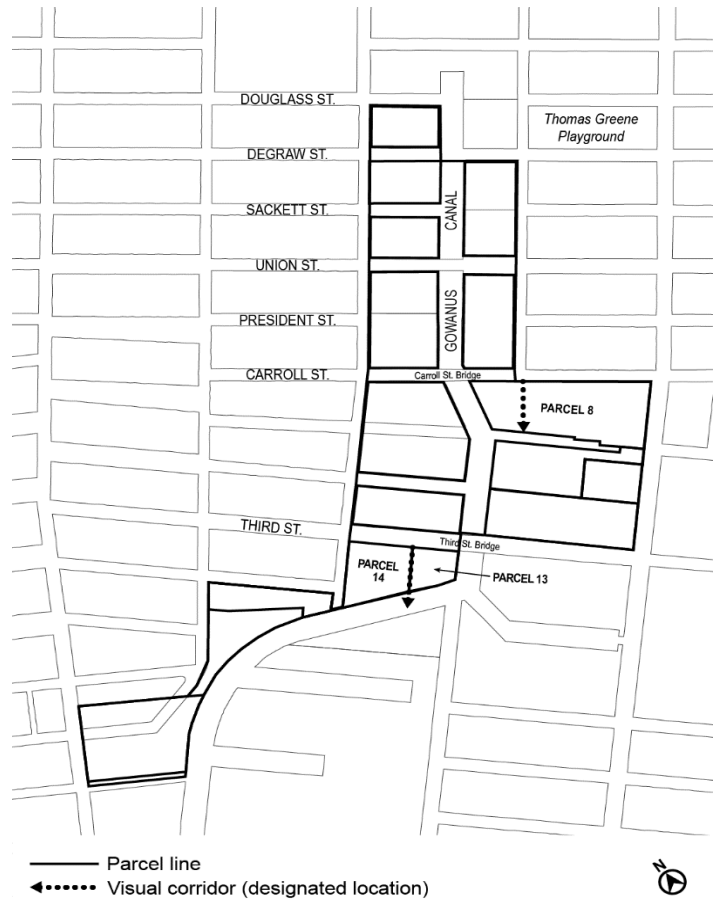 DOUGLASS ST.
Thomas Greene
Playground
DEGRAW ST.
CANAL
SACKETT ST.
UNION ST.
GOWANUS
PRESIDENT ST.
CARROLL ST.
Carroll St. Bridge
PARCEL 8
THIRD ST.
Third St. Bridge
PARCEL
14
PARCEL 13
Parcel line
Visual corridor (designated location)
N